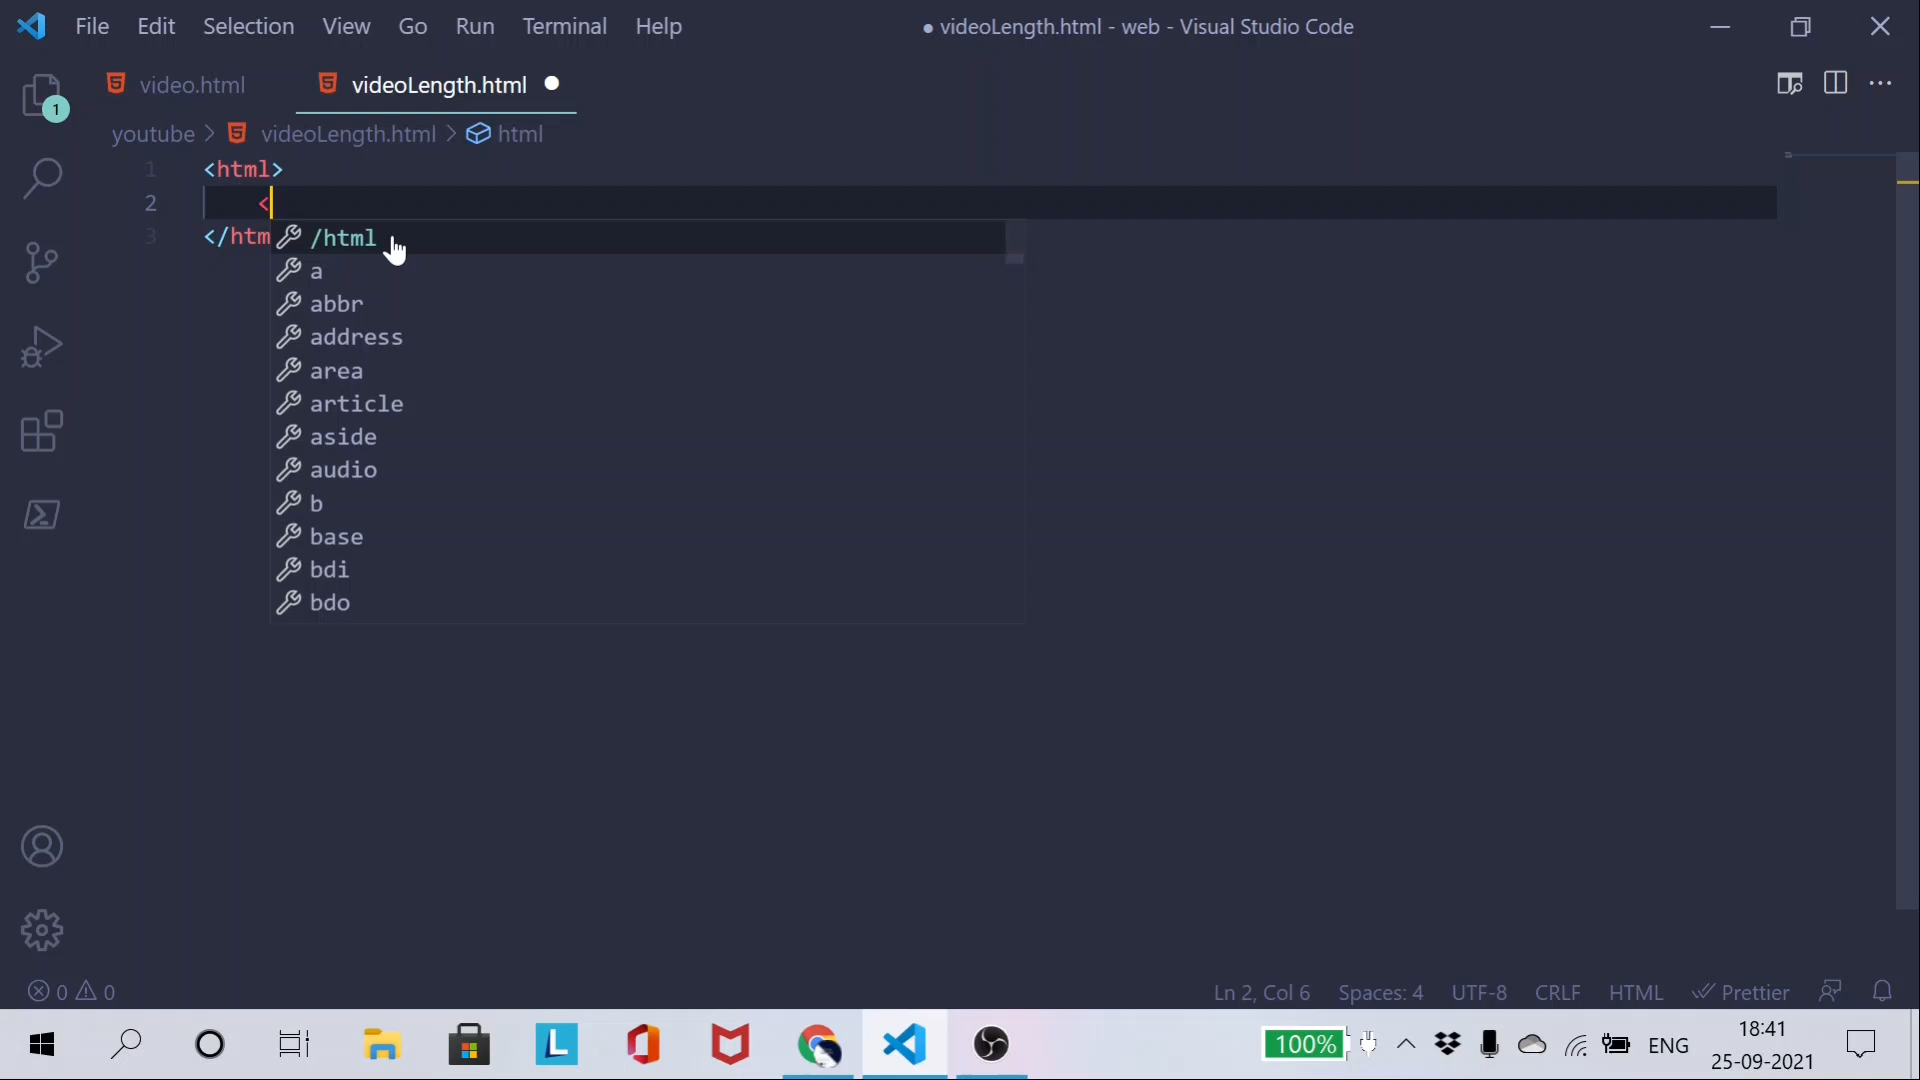 File Edit Selection View Go Run Terminal Help
● videoLength.html - web - Visual Studio Code
video.html videoLength.html
1
youtube > videoLength.html > html
1 <html>
2 <
3 </htm
/html
a
abbr
address
area
article
aside
audio
b
base
bdi
bdo
0 0
Ln 2, Col 6 Spaces: 4 UTF-8 CRLF HTML Prettier
L
100%
ENG
18:41
25-09-2021